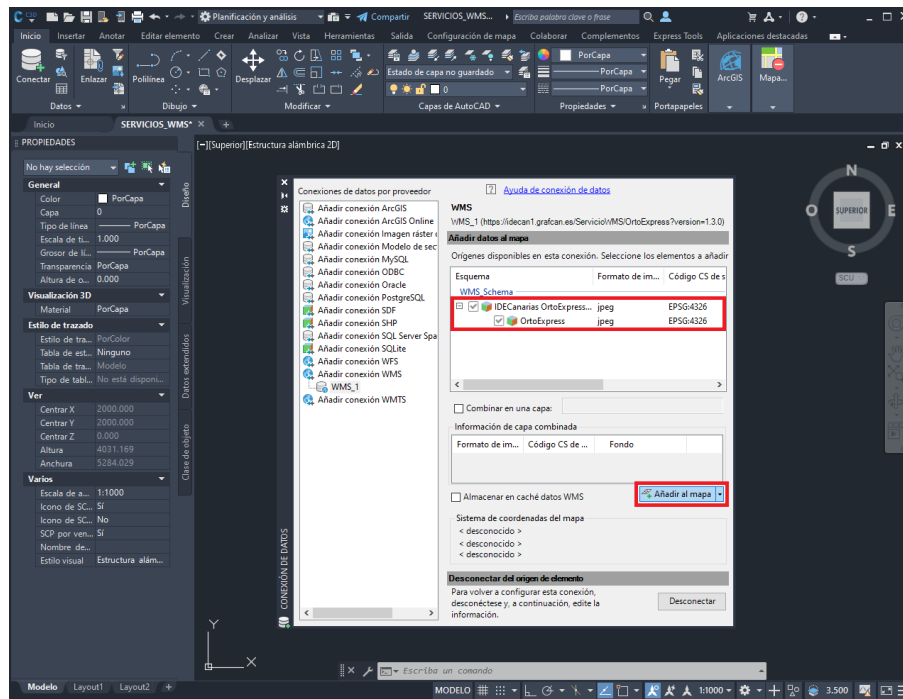 C3D
Planificación y análisis
Compartir
SERVICIOS_WMS...
Escriba palabra clave o frase
Inicio Insertar Anotar Editar elemento Crear Analizar Vista Herramientas Salida Configuración de mapa Colaborar Complementos Express Tools Aplicaciones destacadas
Conectar
Enlazar
Polilínea
Desplazar
Estado de capa no guardado
0
PorCapa
PorCapa
PorCapa
Pegar
ArcGIS
Mapa...
Datos
Dibujo
Modificar
Capas de AutoCAD
Propiedades
Portapapeles
Inicio
SERVICIOS_WMS*
PROPIEDADES
[−][Superior][Estructura alámbrica 2D]
No hay selección
General
Color PorCapa
Capa 0
Tipo de línea PorCapa
Escala de ti... 1.000
Grosor de lí... PorCapa
Transparencia PorCapa
Altura de o... 0.000
Visualización 3D
Material PorCapa
Estilo de trazado
Estilo de tra... PorColor
Tabla de est... Ninguno
Tabla de tra... Modelo
Tipo de tabl... No está disponi...
Ver
Centrar X 2000.000
Centrar Y 2000.000
Centrar Z 0.000
Altura 4031.169
Anchura 5284.029
Varios
Escala de a... 1:1000
Icono de SC... Sí
Icono de SC... No
SCP por ven... Sí
Nombre de...
Estilo visual Estructura alám...
Diseño
Visualización
Datos extendidos
Clase de objeto
CONEXIÓN DE DATOS
Conexiones de datos por proveedor
Añadir conexión ArcGIS
Añadir conexión ArcGIS Online
Añadir conexión Imagen ráster o
Añadir conexión Modelo de sec
Añadir conexión MySQL
Añadir conexión ODBC
Añadir conexión Oracle
Añadir conexión PostgreSQL
Añadir conexión SDF
Añadir conexión SHP
Añadir conexión SQL Server Spa
Añadir conexión SQLite
Añadir conexión WFS
Añadir conexión WMS
WMS_1
Añadir conexión WMTS
Ayuda de conexión de datos
WMS
WMS_1 (https://idecan1.grafcan.es/ServicioWMS/OrtoExpress?version=1.3.0)
Añadir datos al mapa
Orígenes disponibles en esta conexión. Seleccione los elementos a añadir
Esquema Formato de im... Código CS de s
WMS_Schema
IDECanarias OrtoExpress... jpeg EPSG:4326
OrtoExpress jpeg EPSG:4326
Combinar en una capa:
Información de capa combinada
Formato de im... Código CS de ... Fondo
Almacenar en caché datos WMS
Añadir al mapa
Sistema de coordenadas del mapa
< desconocido >
< desconocido >
< desconocido >
Desconectar del origen de elemento
Para volver a configurar esta conexión,
desconéctese y, a continuación, edite la
información.
Desconectar
N
O
SUPERIOR
E
S
SCU
Y
X
Escriba un comando
Modelo Layout1 Layout2 +
MODELO
1:1000
3.500